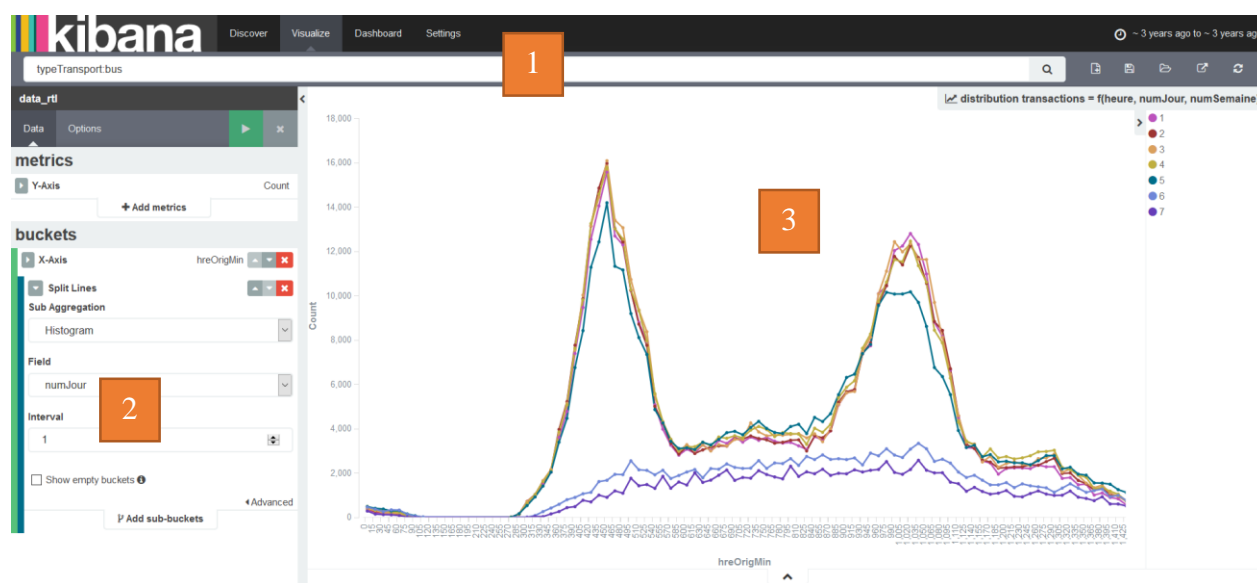 kibana Discover Visualize Dashboard Settings ~ 3 years ago to ~ 3 years ag
1
typeTransport:bus
data_rtl
distribution transactions = f(heure, numJour, numSemaine
Data Options
metrics
Y-Axis Count
+ Add metrics
buckets
X-Axis hreOrigMin
Split Lines
Sub Aggregation
Histogram
Field
numJour
2
Interval
1
Show empty buckets
Advanced
Add sub-buckets
18,000
16,000
14,000
12,000
10,000
8,000
6,000
4,000
2,000
0
Count
3
hreOrigMin
1
2
3
4
5
6
7